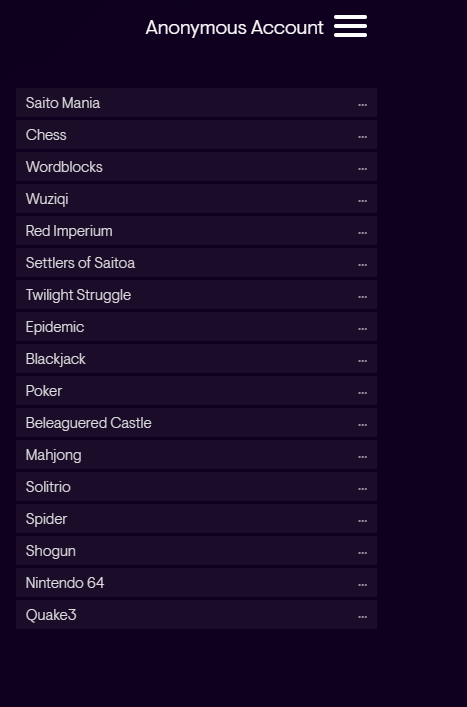 Anonymous Account
Saito Mania ...
Chess ...
Wordblocks ...
Wuziqi ...
Red Imperium ...
Settlers of Saitoa ...
Twilight Struggle ...
Epidemic ...
Blackjack ...
Poker ...
Beleaguered Castle ...
Mahjong ...
Solitrio ...
Spider ...
Shogun ...
Nintendo 64 ...
Quake3 ...